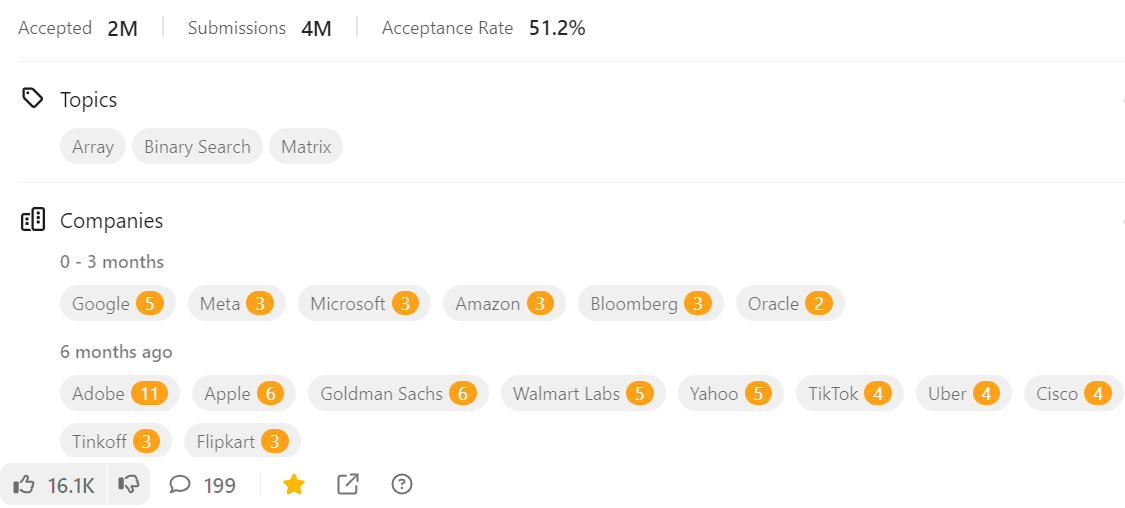 Accepted 2M Submissions 4M Acceptance Rate 51.2%
Topics
Array Binary Search Matrix
Companies
0 - 3 months
Google 5 Meta 3 Microsoft 3 Amazon 3 Bloomberg 3 Oracle 2
6 months ago
Adobe 11 Apple 6 Goldman Sachs 6 Walmart Labs 5 Yahoo 5 TikTok 4 Uber 4 Cisco 4
Tinkoff 3 Flipkart 3
16.1K 199